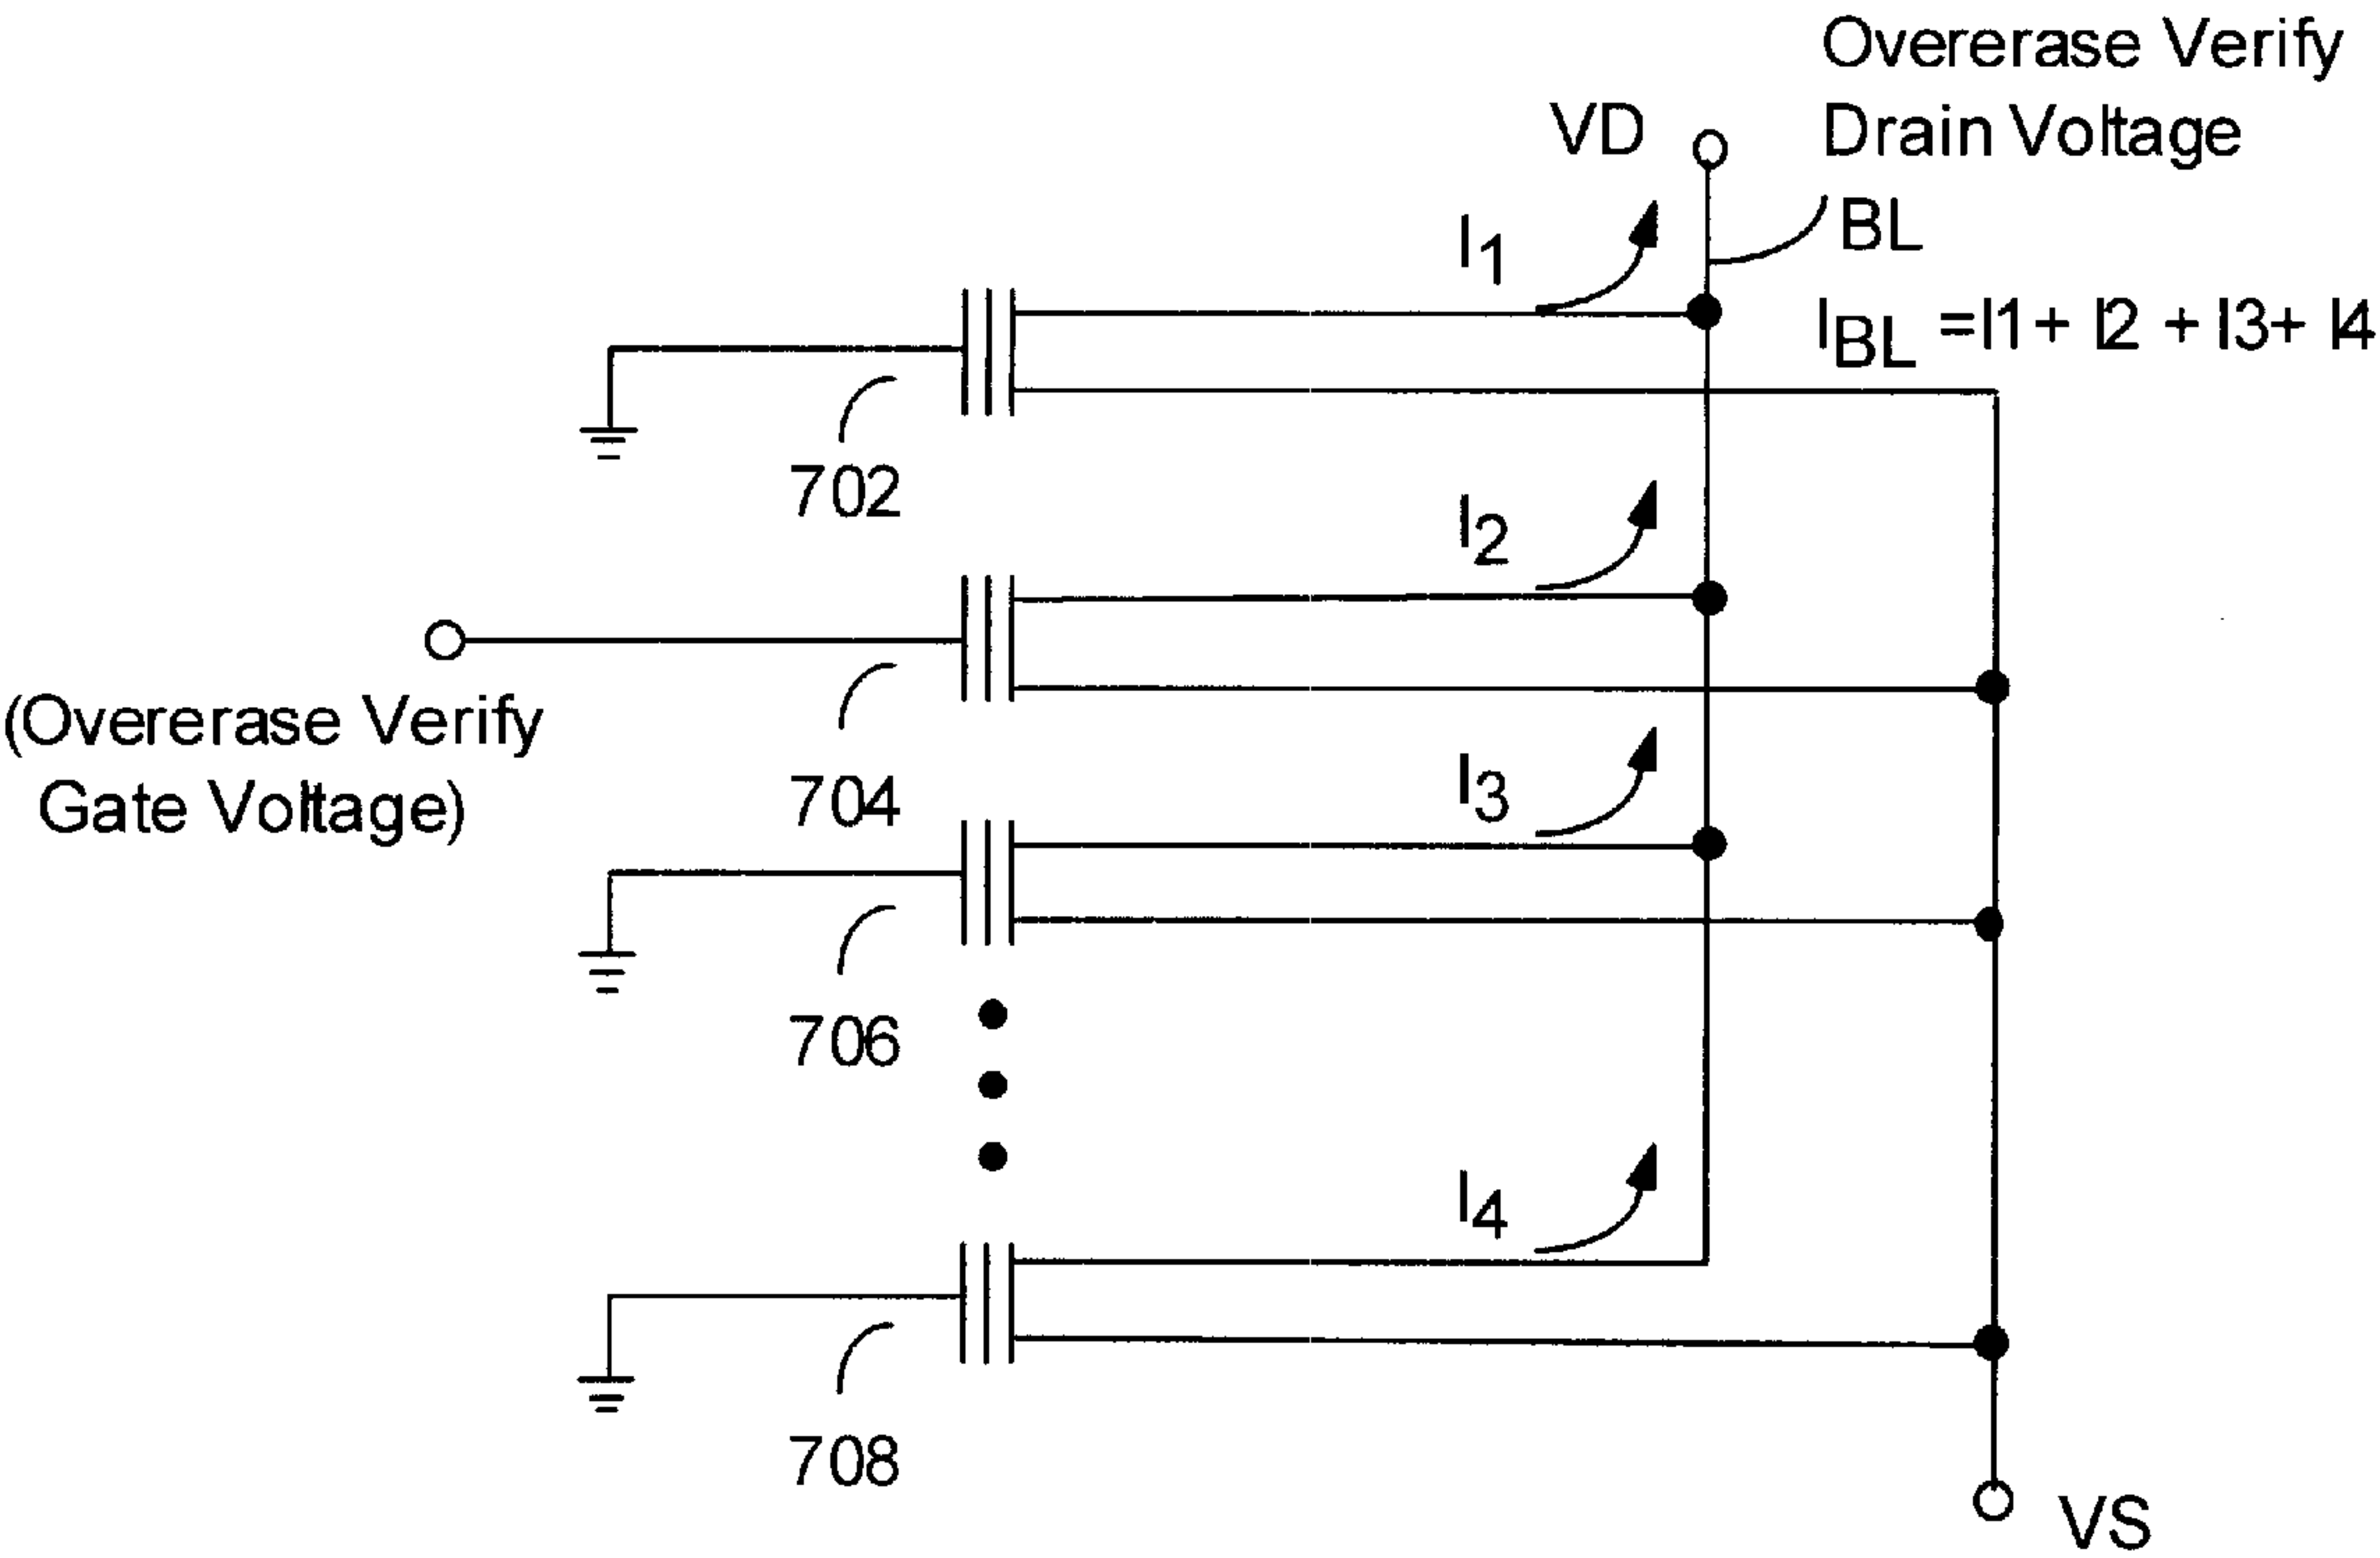 Overerase Verify
Drain Voltage
VD
BL
I1
IBL =I1+ I2 + I3+ I4
702
I2
(Overerase Verify
Gate Voltage)
704
I3
706
I4
708
VS